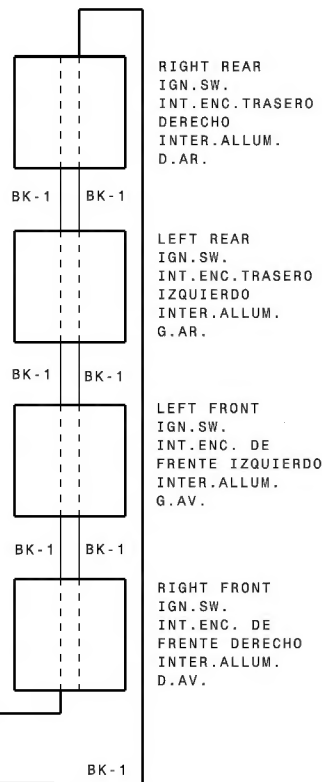 RIGHT REAR
IGN.SW.
INT.ENC.TRASERO
DERECHO
INTER.ALLUM.
D.AR.
BK-1 BK-1
LEFT REAR
IGN.SW.
INT.ENC.TRASERO
IZQUIERDO
INTER.ALLUM.
G.AR.
BK-1 BK-1
LEFT FRONT
IGN.SW.
INT.ENC. DE
FRENTE IZQUIERDO
INTER.ALLUM.
G.AV.
BK-1 BK-1
RIGHT FRONT
IGN.SW.
INT.ENC. DE
FRENTE DERECHO
INTER.ALLUM.
D.AV.
BK-1